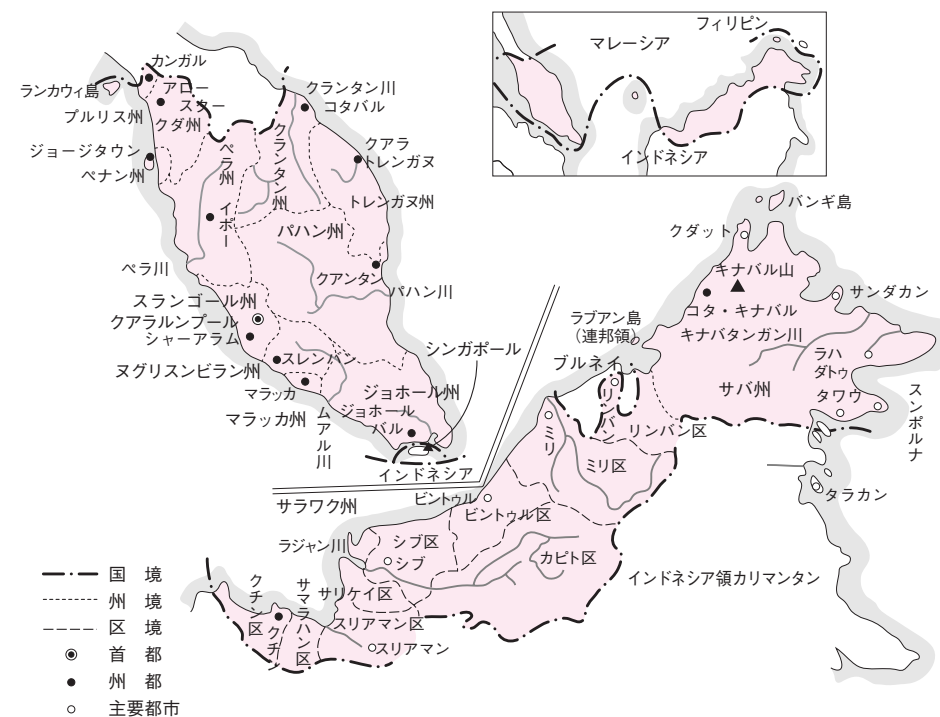 カンガル
ランカウィ島
アロー
スター
プルリス州
クダ州
ジョージタウン
ペナン州
ペラ州
クランタン州
クランタン川
コタバル
クアラ
トレンガヌ
トレンガヌ州
イポー
パハン州
クアンタン
パハン川
ペラ川
スランゴール州
クアラルンプール
シャーアラム
スレンバン
ヌグリスンビラン州
マラッカ
マラッカ州
ムアル川
ジョホール州
ジョホール
バル
シンガポール
インドネシア
フィリピン
マレーシア
インドネシア
バンギ島
クダット
キナバル山
サンダカン
コタ・キナバル
キナバタンガン川
ラブアン島
(連邦領)
ブルネイ
ラハ
ダトゥ
サバ州
タワウ
スンポルナ
リンバン
リンバン区
ミリ
ミリ区
タラカン
サラワク州
ビントゥル
ビントゥル区
ラジャン川
シブ区
シブ
カピト区
インドネシア領カリマンタン
サリケイ区
スリアマン区
スリアマン
クチン区
クチン
サマラハン区
国 境
州 境
区 境
首 都
州 都
主要都市